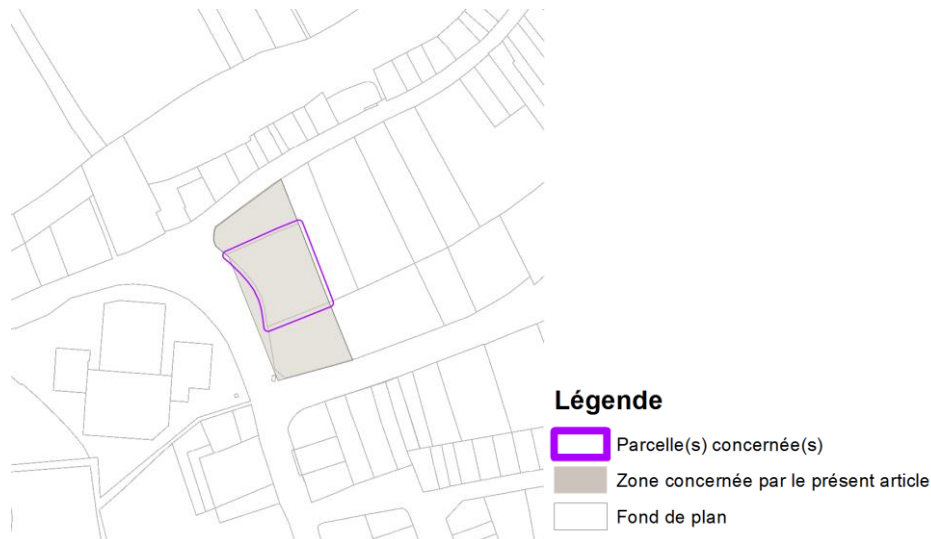 Légende
Parcelle(s) concernée(s)
Zone concernée par le présent article
Fond de plan